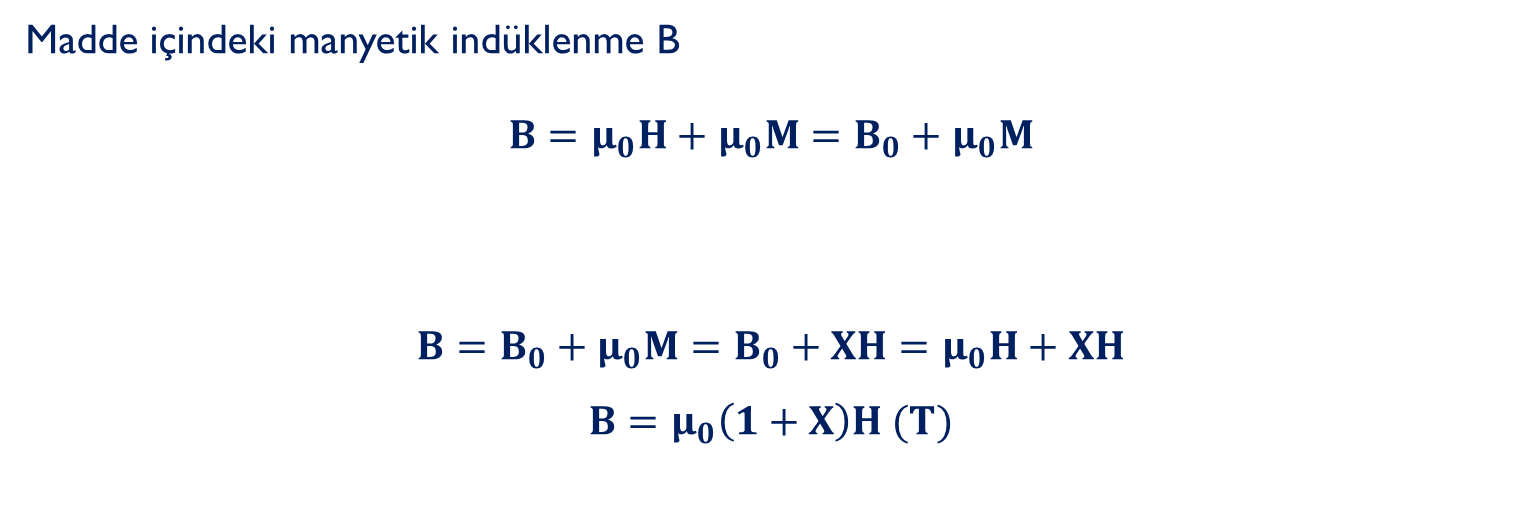 Madde içindeki manyetik indüklenme B
B = μ₀H + μ₀M = B₀ + μ₀M
B = B₀ + μ₀M = B₀ + XH = μ₀H + XH
B = μ₀(1 + X)H (T)